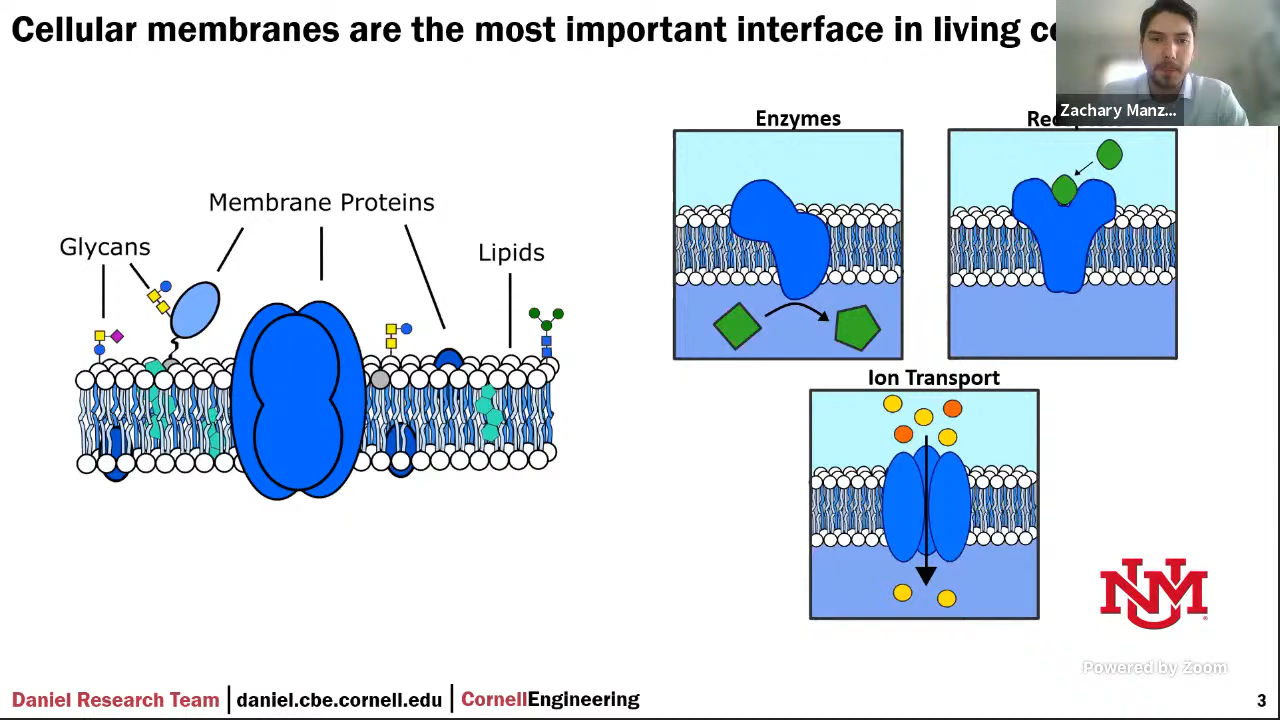 Cellular membranes are the most important interface in living
Zachary Manz...
Enzymes
Membrane Proteins
Glycans
Lipids
Ion Transport
UNM
Powered by Zoom
Daniel Research Team | daniel.cbe.cornell.edu | CornellEngineering
3